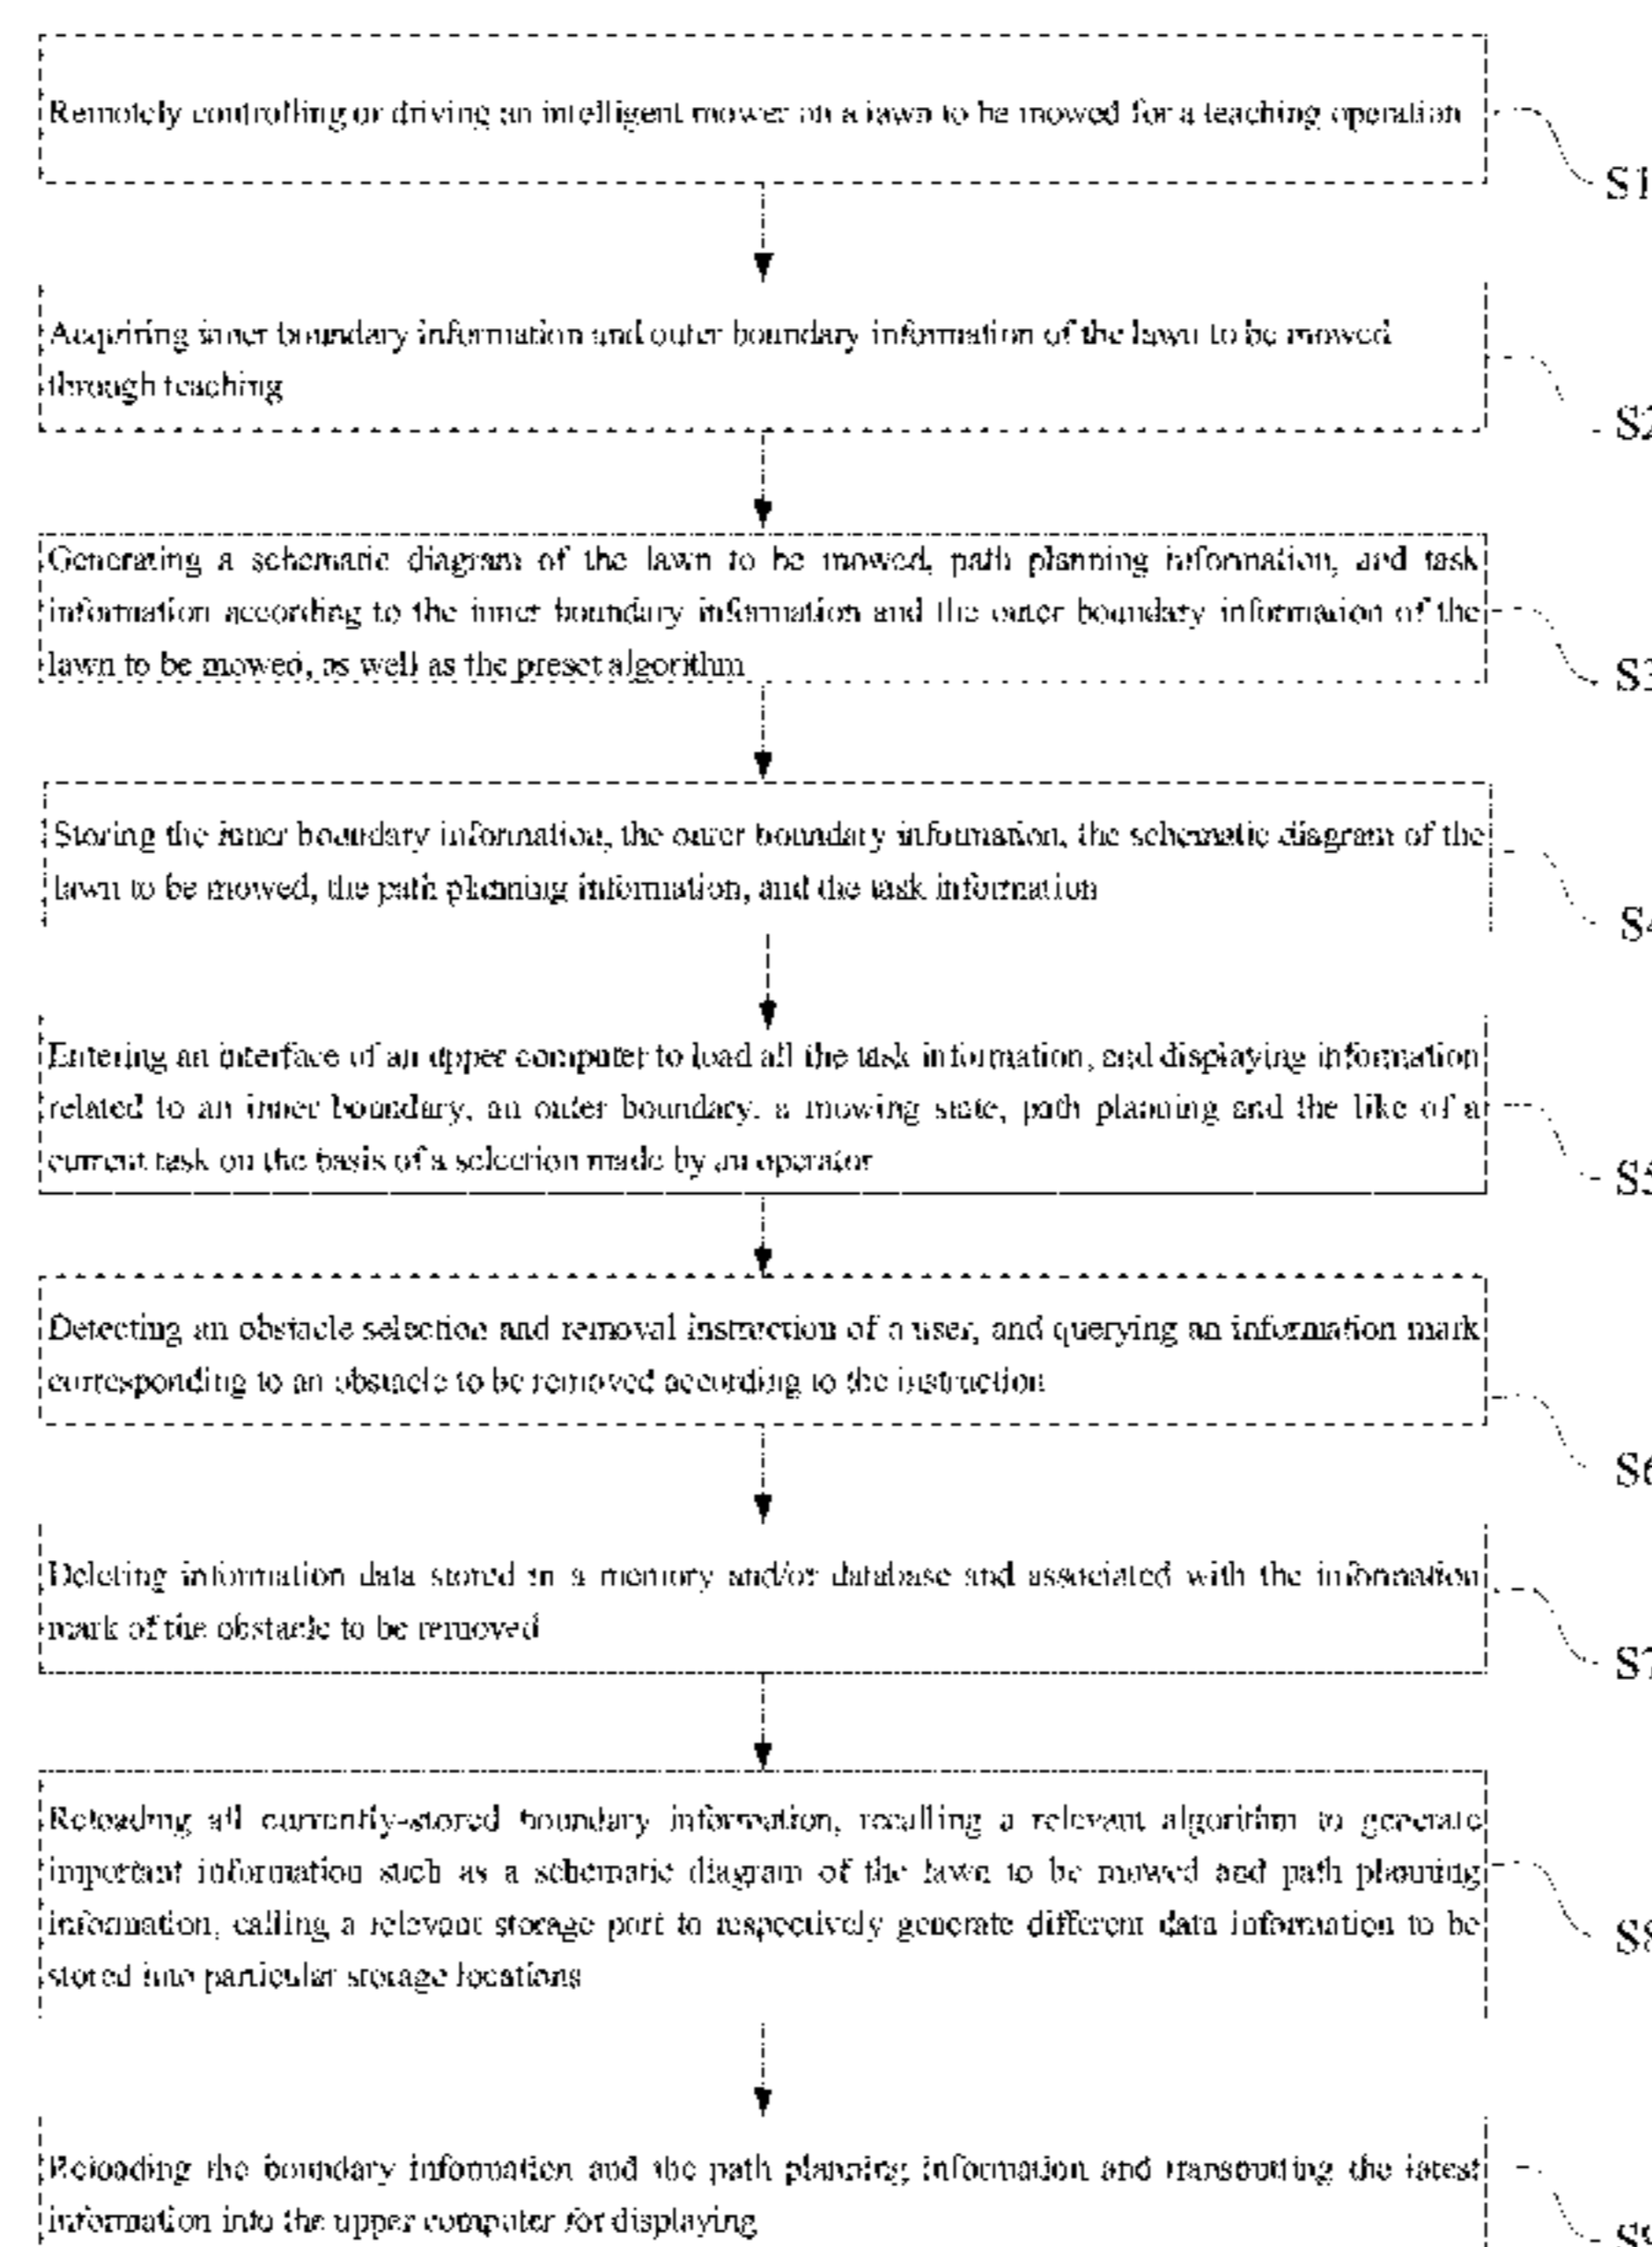 Remotely controlling or driving an intelligent mower on a lawn to be mowed for a teaching operation
S1
Acquiring inner boundary information and outer boundary information of the lawn to be mowed
through teaching
S2
Generating a schematic diagram of the lawn to be mowed, path planning information, and task
information according to the inner boundary information and the outer boundary information of the
lawn to be mowed, as well as the preset algorithm
S3
Storing the inner boundary information, the outer boundary information, the schematic diagram of the
lawn to be mowed, the path planning information, and the task information
S4
Entering an interface of an upper computer to load all the task information, and displaying information
related to an inner boundary, an outer boundary, a mowing state, path planning and the like of a
current task on the basis of a selection made by an operator
S5
Detecting an obstacle selection and removal instruction of a user, and querying an information mark
corresponding to an obstacle to be removed according to the instruction
S6
Deleting information data stored in a memory and/or database and associated with the information
mark of the obstacle to be removed
S7
Reloading all currently-stored boundary information, recalling a relevant algorithm to generate
important information such as a schematic diagram of the lawn to be mowed and path planning
information, calling a relevant storage port to respectively generate different data information to be
stored into particular storage locations
S8
Reloading the boundary information and the path planning information and transmitting the latest
information into the upper computer for displaying
S9